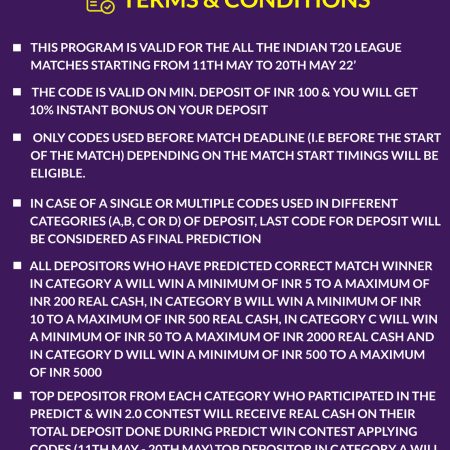 TERMS & CONDITIONS
THIS PROGRAM IS VALID FOR THE ALL THE INDIAN T20 LEAGUE
MATCHES STARTING FROM 11TH MAY TO 20TH MAY 22'
THE CODE IS VALID ON MIN. DEPOSIT OF INR 100 & YOU WILL GET
10% INSTANT BONUS ON YOUR DEPOSIT
ONLY CODES USED BEFORE MATCH DEADLINE (I.E BEFORE THE START
OF THE MATCH) DEPENDING ON THE MATCH START TIMINGS WILL BE
ELIGIBLE.
IN CASE OF A SINGLE OR MULTIPLE CODES USED IN DIFFERENT
CATEGORIES (A,B, C OR D) OF DEPOSIT, LAST CODE FOR DEPOSIT WILL
BE CONSIDERED AS FINAL PREDICTION
ALL DEPOSITORS WHO HAVE PREDICTED CORRECT MATCH WINNER
IN CATEGORY A WILL WIN A MINIMUM OF INR 5 TO A MAXIMUM OF
INR 200 REAL CASH, IN CATEGORY B WILL WIN A MINIMUM OF INR
10 TO A MAXIMUM OF INR 500 REAL CASH, IN CATEGORY C WILL WIN
A MINIMUM OF INR 50 TO A MAXIMUM OF INR 2000 REAL CASH AND
IN CATEGORY D WILL WIN A MINIMUM OF INR 500 TO A MAXIMUM
OF INR 5000
TOP DEPOSITOR FROM EACH CATEGORY WHO PARTICIPATED IN THE
PREDICT & WIN 2.0 CONTEST WILL RECEIVE REAL CASH ON THEIR
TOTAL DEPOSIT DONE DURING PREDICT WIN CONTEST APPLYING
CODES (11TH MAY - 20TH MAY) TOP DEPOSITOR IN CATEGORY A WILL